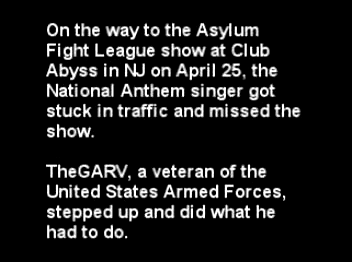 On the way to the Asylum
Fight League show at Club
Abyss in NJ on April 25, the
National Anthem singer got
stuck in traffic and missed the
show.
TheGARV, a veteran of the
United States Armed Forces,
stepped up and did what he
had to do.